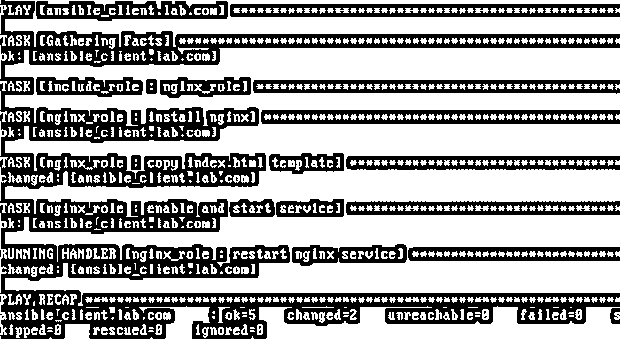 PLAY [ansible_client.lab.com] ****************************************************
TASK [Gathering Facts] ***********************************************************
ok: [ansible_client.lab.com]
TASK [include_role : nginx_role] *************************************************
TASK [nginx_role : install nginx] ************************************************
ok: [ansible_client.lab.com]
TASK [nginx_role : copy index.html template] *************************************
changed: [ansible_client.lab.com]
TASK [nginx_role : enable and start service] *************************************
ok: [ansible_client.lab.com]
RUNNING HANDLER [nginx_role : restart nginx service] *****************************
changed: [ansible_client.lab.com]
PLAY RECAP ***********************************************************************
ansible_client.lab.com : ok=5 changed=2 unreachable=0 failed=0 s
kipped=0 rescued=0 ignored=0